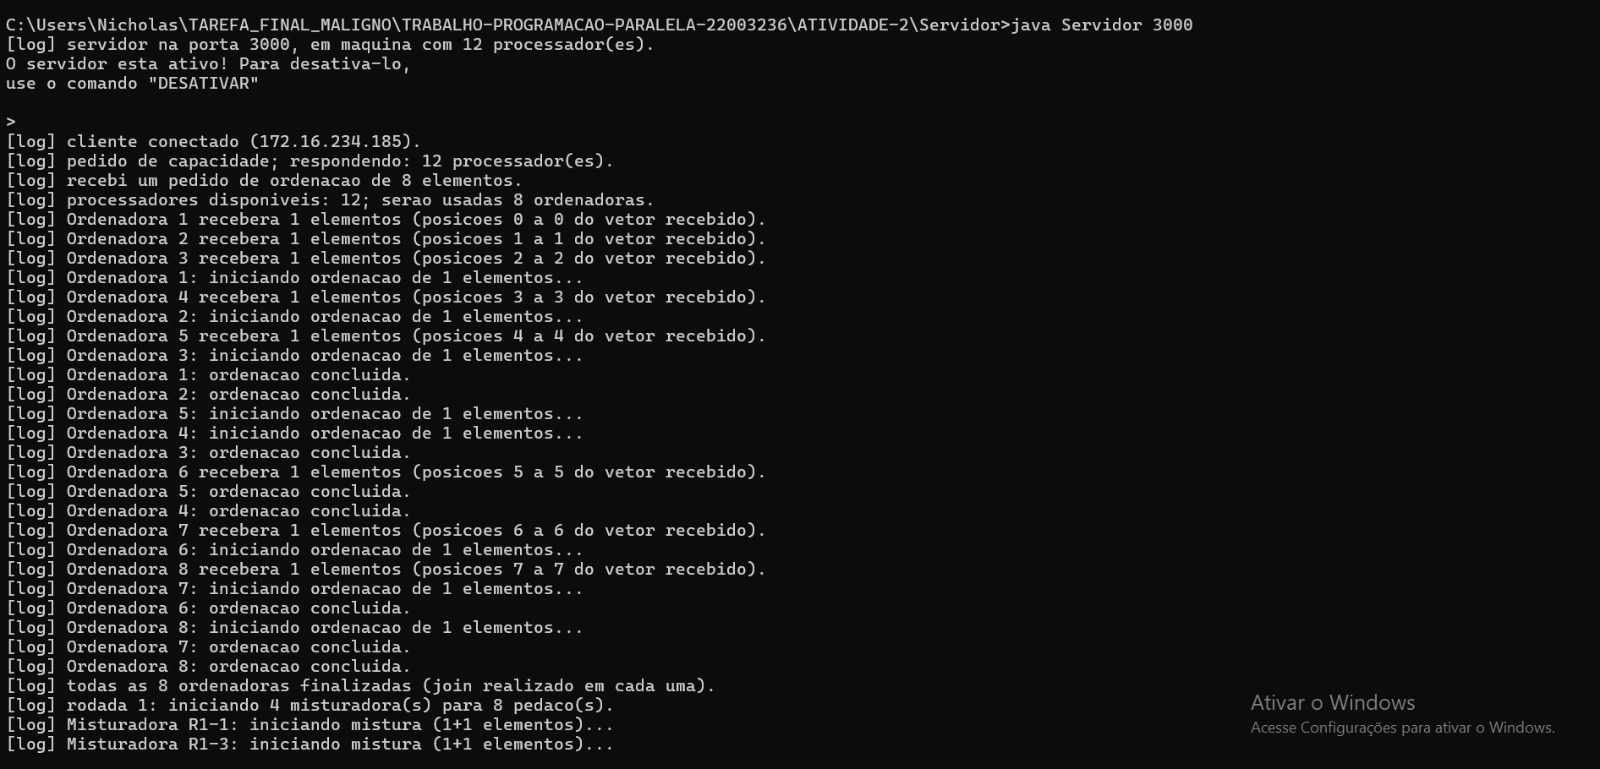 C:\Users\Nicholas\TAREFA_FINAL_MALIGNO\TRABALHO-PROGRAMACAO-PARALELA-22003236\ATIVIDADE-2\Servidor>java Servidor 3000
[log] servidor na porta 3000, em maquina com 12 processador(es).
O servidor esta ativo! Para desativa-lo,
use o comando "DESATIVAR"
>
[log] cliente conectado (172.16.234.185).
[log] pedido de capacidade; respondendo: 12 processador(es).
[log] recebi um pedido de ordenacao de 8 elementos.
[log] processadores disponiveis: 12; serao usadas 8 ordenadoras.
[log] Ordenadora 1 recebera 1 elementos (posicoes 0 a 0 do vetor recebido).
[log] Ordenadora 2 recebera 1 elementos (posicoes 1 a 1 do vetor recebido).
[log] Ordenadora 3 recebera 1 elementos (posicoes 2 a 2 do vetor recebido).
[log] Ordenadora 1: iniciando ordenacao de 1 elementos...
[log] Ordenadora 4 recebera 1 elementos (posicoes 3 a 3 do vetor recebido).
[log] Ordenadora 2: iniciando ordenacao de 1 elementos...
[log] Ordenadora 5 recebera 1 elementos (posicoes 4 a 4 do vetor recebido).
[log] Ordenadora 3: iniciando ordenacao de 1 elementos...
[log] Ordenadora 1: ordenacao concluida.
[log] Ordenadora 2: ordenacao concluida.
[log] Ordenadora 5: iniciando ordenacao de 1 elementos...
[log] Ordenadora 4: iniciando ordenacao de 1 elementos...
[log] Ordenadora 3: ordenacao concluida.
[log] Ordenadora 6 recebera 1 elementos (posicoes 5 a 5 do vetor recebido).
[log] Ordenadora 5: ordenacao concluida.
[log] Ordenadora 4: ordenacao concluida.
[log] Ordenadora 7 recebera 1 elementos (posicoes 6 a 6 do vetor recebido).
[log] Ordenadora 6: iniciando ordenacao de 1 elementos...
[log] Ordenadora 8 recebera 1 elementos (posicoes 7 a 7 do vetor recebido).
[log] Ordenadora 7: iniciando ordenacao de 1 elementos...
[log] Ordenadora 6: ordenacao concluida.
[log] Ordenadora 8: iniciando ordenacao de 1 elementos...
[log] Ordenadora 7: ordenacao concluida.
[log] Ordenadora 8: ordenacao concluida.
[log] todas as 8 ordenadoras finalizadas (join realizado em cada uma).
[log] rodada 1: iniciando 4 misturadora(s) para 8 pedaco(s).
[log] Misturadora R1-1: iniciando mistura (1+1 elementos)...
[log] Misturadora R1-3: iniciando mistura (1+1 elementos)...
Ativar o Windows
Acesse Configurações para ativar o Windows.